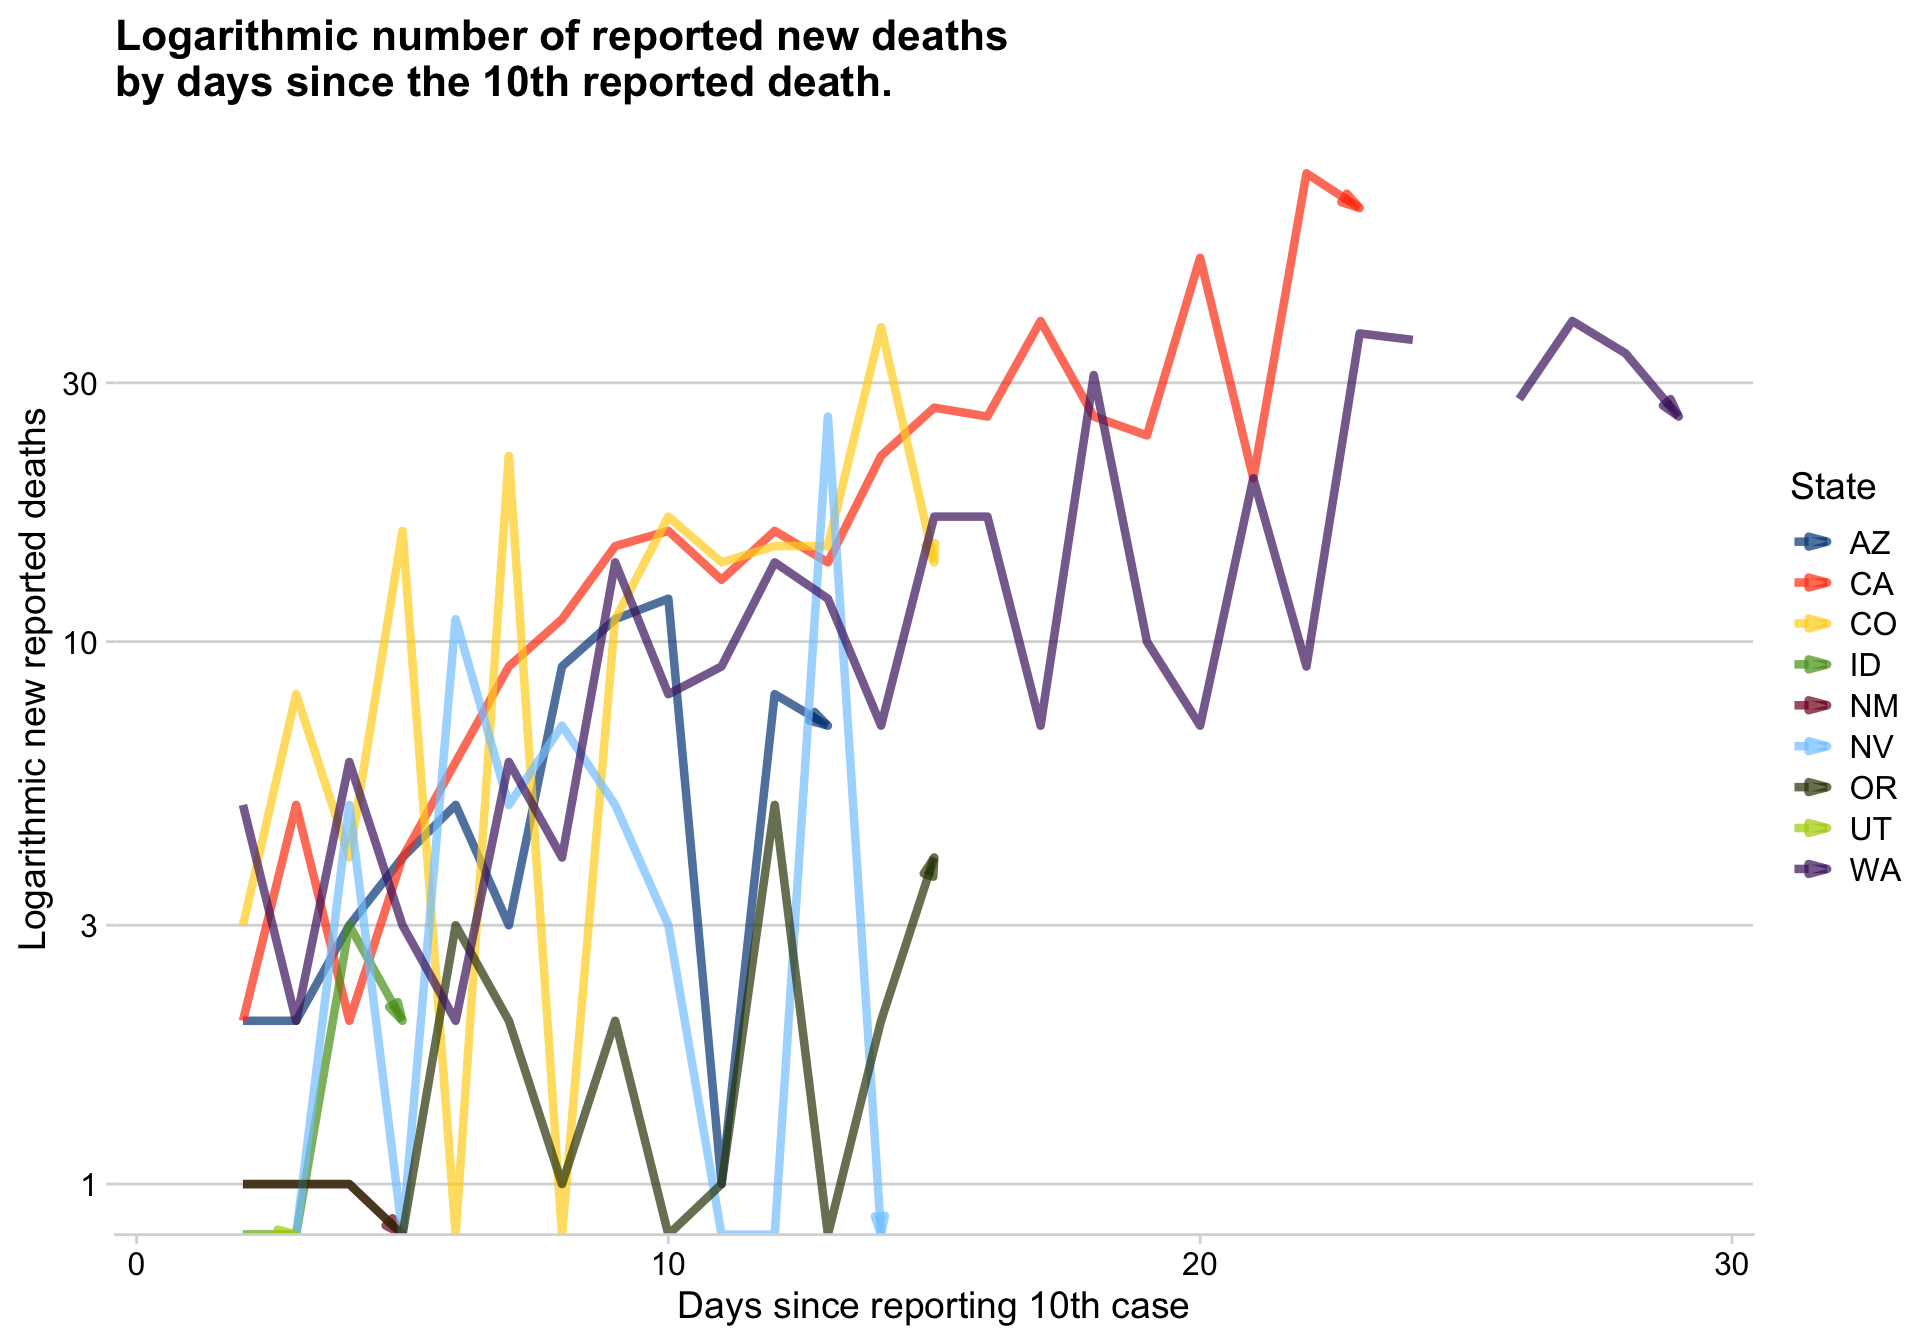 Logarithmic number of reported new deaths
by days since the 10th reported death.
Logarithmic new reported deaths
30
10
3
1
0
10
20
30
Days since reporting 10th case
State
AZ
CA
CO
ID
NM
NV
OR
UT
WA